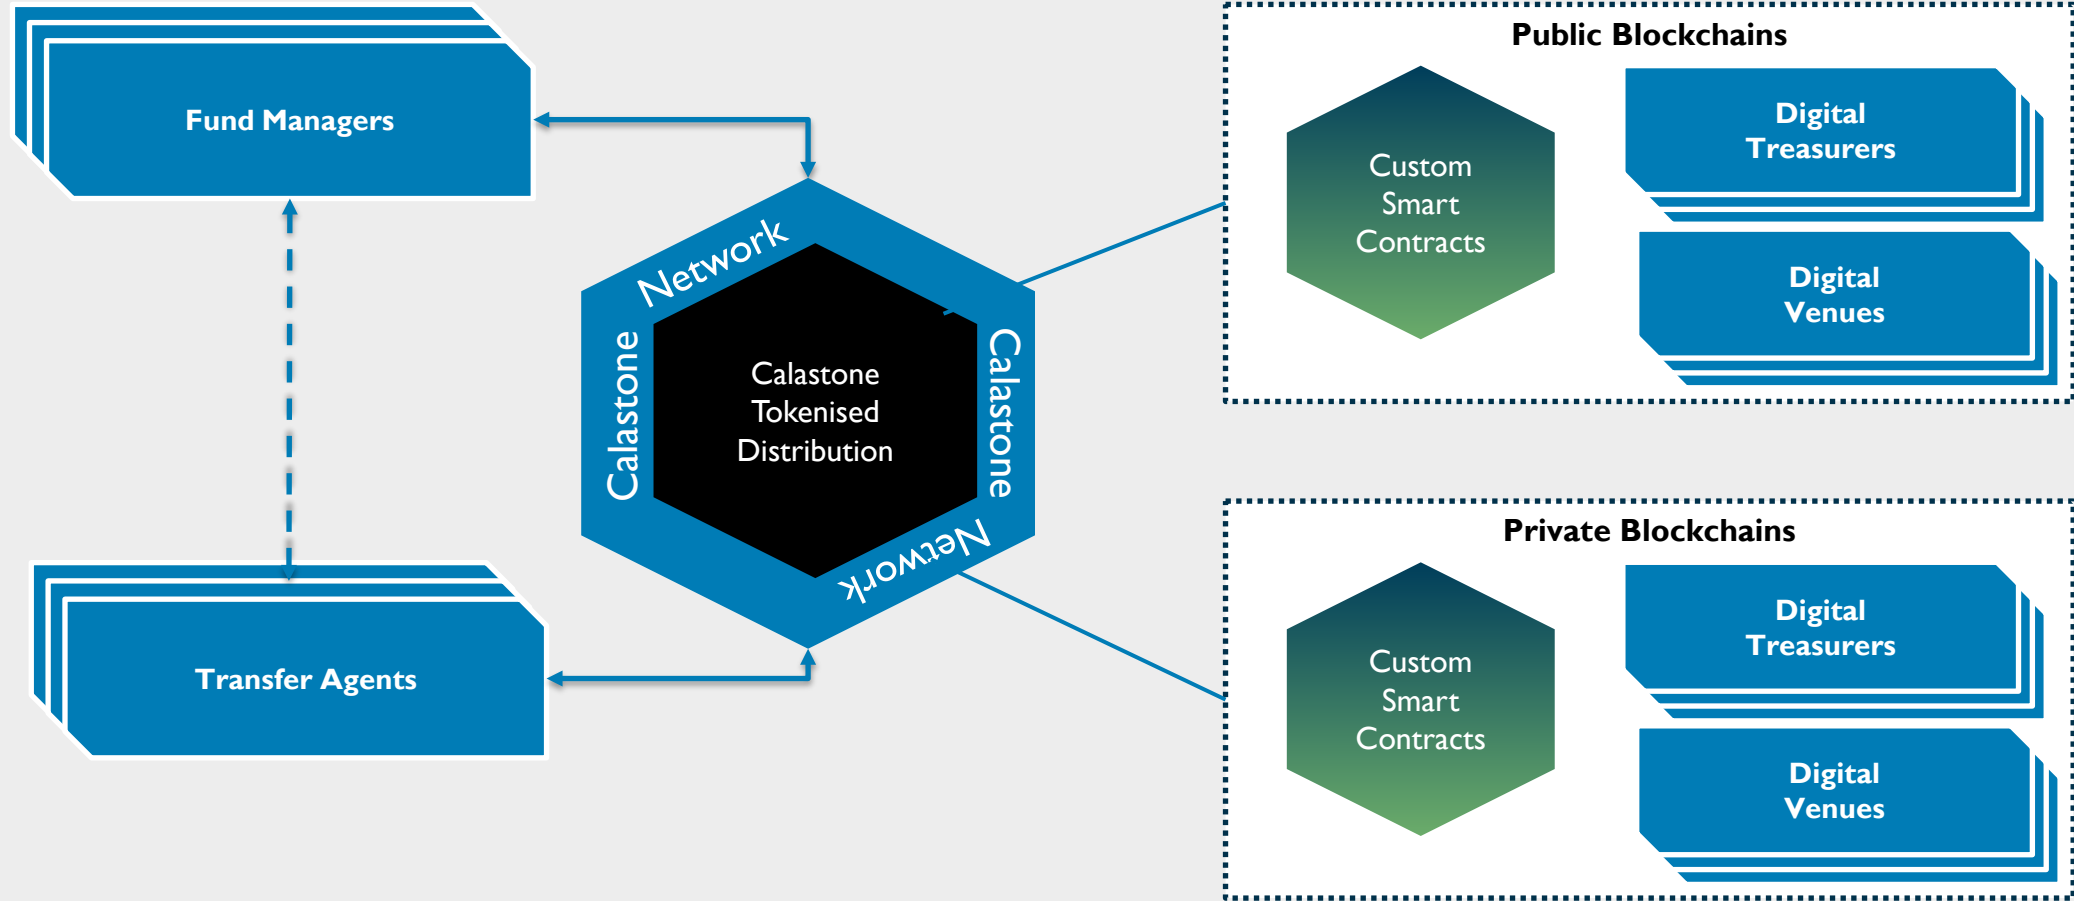 Fund Managers
Transfer Agents
Network
Calastone
Calastone
Network
Calastone
Tokenised
Distribution
Public Blockchains
Custom
Smart
Contracts
Digital
Treasurers
Digital
Venues
Private Blockchains
Custom
Smart
Contracts
Digital
Treasurers
Digital
Venues